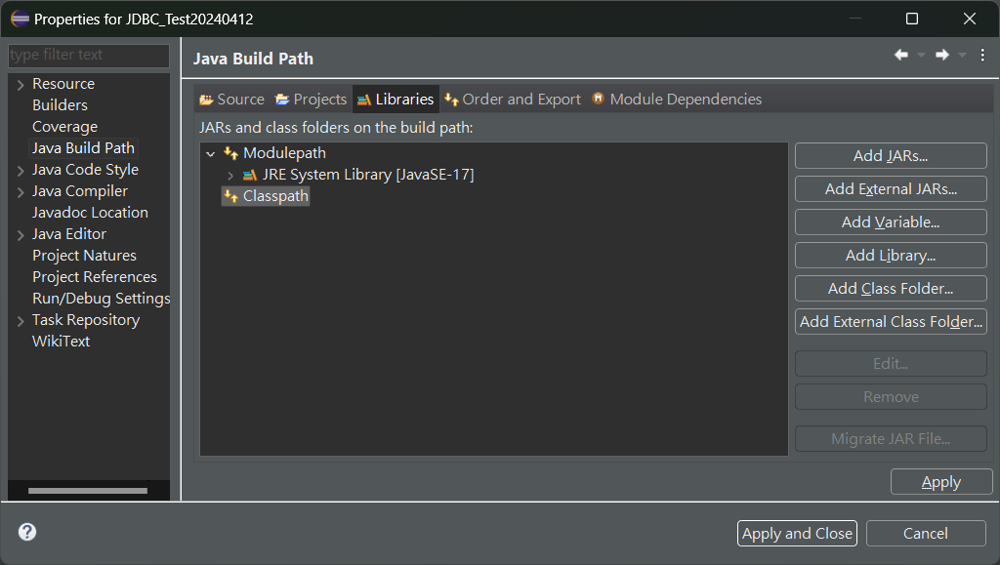 Properties for JDBC_Test20240412
type filter text
Resource
Builders
Coverage
Java Build Path
Java Code Style
Java Compiler
Javadoc Location
Java Editor
Project Natures
Project References
Run/Debug Settings
Task Repository
WikiText
Java Build Path
Source Projects Libraries Order and Export Module Dependencies
JARs and class folders on the build path:
Modulepath
JRE System Library [JavaSE-17]
Classpath
Add JARs...
Add External JARs...
Add Variable...
Add Library...
Add Class Folder...
Add External Class Folder...
Edit...
Remove
Migrate JAR File...
Apply
Apply and Close
Cancel